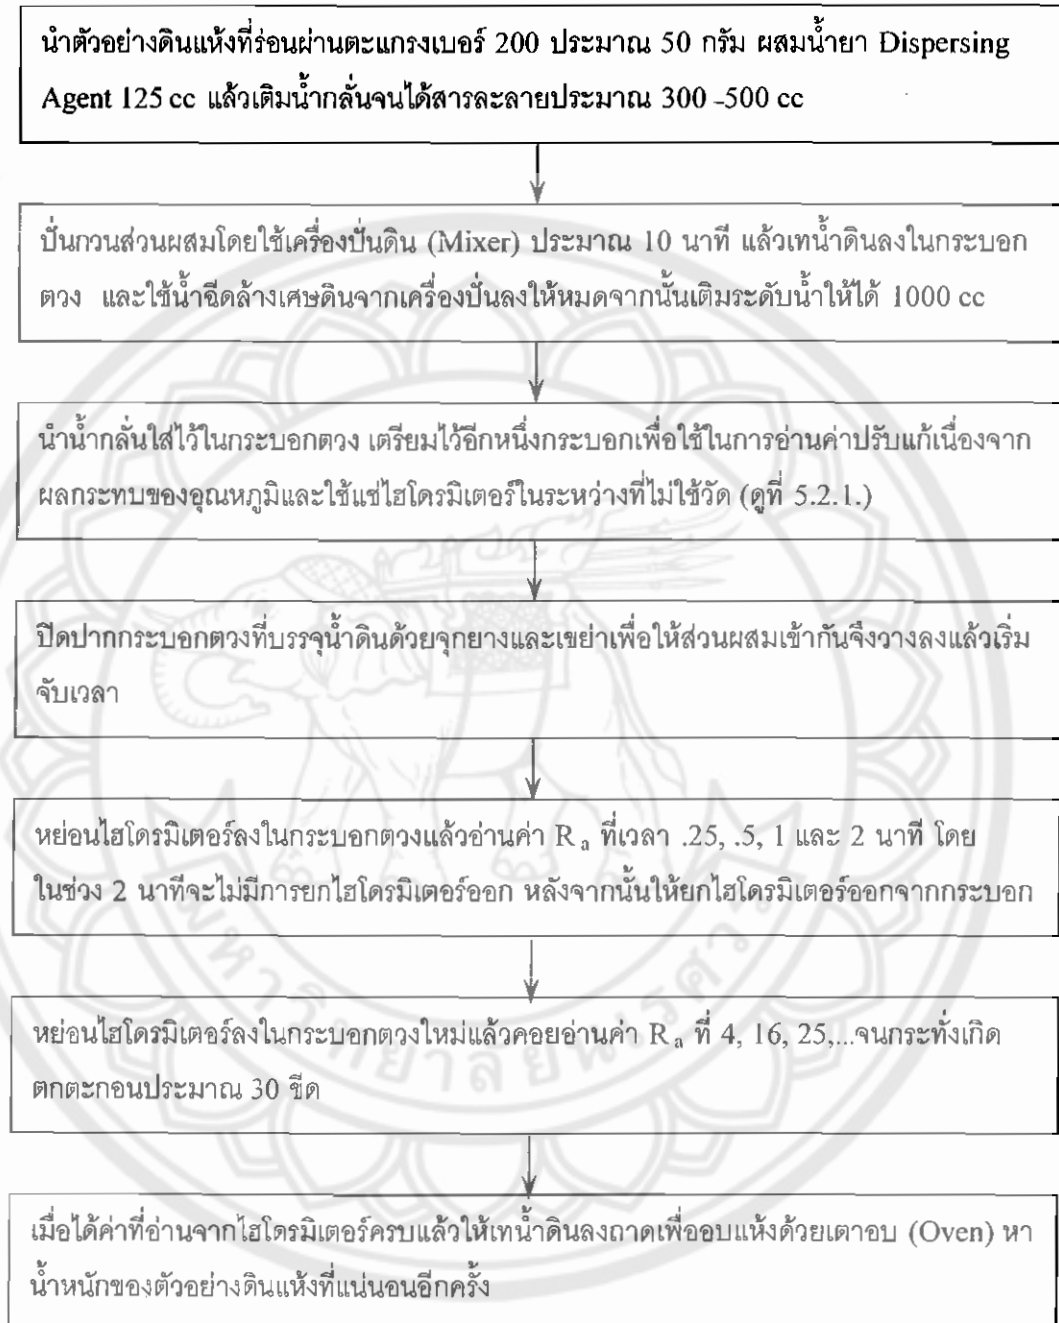 นำตัวอย่างดินแห้งที่ร่อนผ่านตะแกรงเบอร์ 200 ประมาณ 50 กรัม ผสมน้ำยา Dispersing
Agent 125 cc แล้วเติมน้ำกลั่นจนได้สารละลายประมาณ 300 -500 cc
ปั่นกวนส่วนผสมโดยใช้เครื่องปั่นดิน (Mixer) ประมาณ 10 นาที แล้วเทน้ำดินลงในกระบอก
ตวง และใช้น้ำฉีดล้างเศษดินจากเครื่องปั่นลงให้หมดจากนั้นเติมระดับน้ำให้ได้ 1000 cc
นำน้ำกลั่นใส่ไว้ในกระบอกตวง เตรียมไว้อีกหนึ่งกระบอกเพื่อใช้ในการอ่านค่าปรับแก้เนื่องจาก
ผลกระทบของอุณหภูมิและใช้แช่ไฮโดรมิเตอร์ในระหว่างที่ไม่ใช้วัด (ดูที่ 5.2.1.)
ปิดปากกระบอกตวงที่บรรจุน้ำดินด้วยจุกยางและเขย่าเพื่อให้ส่วนผสมเข้ากันจึงวางลงแล้วเริ่ม
จับเวลา
หย่อนไฮโดรมิเตอร์ลงในกระบอกตวงแล้วอ่านค่า R a ที่เวลา .25, .5, 1 และ 2 นาที โดย
ในช่วง 2 นาทีจะไม่มีการยกไฮโดรมิเตอร์ออก หลังจากนั้นให้ยกไฮโดรมิเตอร์ออกจากกระบอก
หย่อนไฮโดรมิเตอร์ลงในกระบอกตวงใหม่แล้วคอยอ่านค่า R a ที่ 4, 16, 25,...จนกระทั่งเกิด
ตกตะกอนประมาณ 30 ขีด
เมื่อได้ค่าที่อ่านจากไฮโดรมิเตอร์ครบแล้วให้เทน้ำดินลงถาดเพื่ออบแห้งด้วยเตาอบ (Oven) หา
น้ำหนักของตัวอย่างดินแห้งที่แน่นอนอีกครั้ง
มหาวิทยาลัยนเรศวร